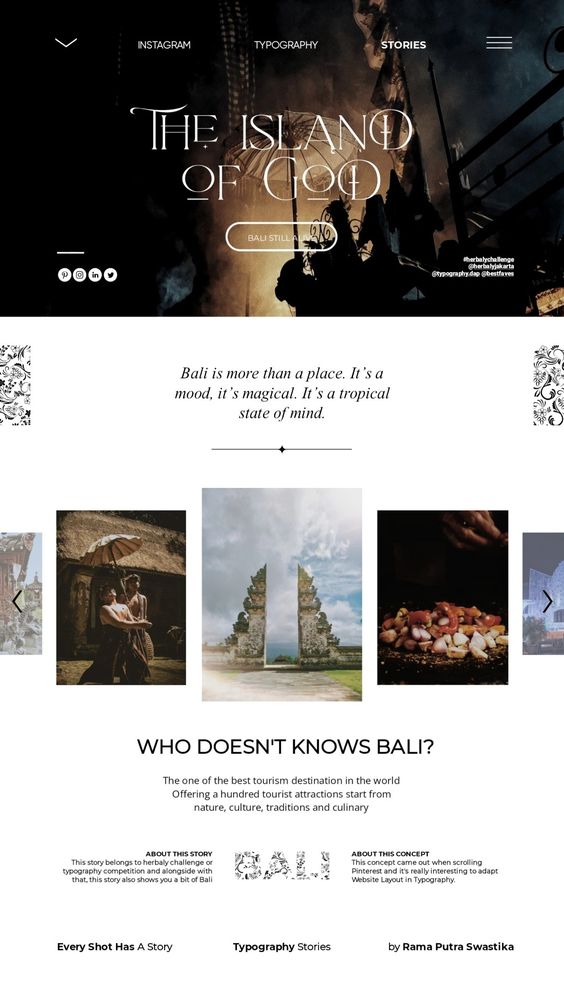 INSTAGRAM
TYPOGRAPHY
STORIES
THE ISLAND
OF GOD
BALI STILL ALIVE
#herbalychallenge
@herbalyjakarta
@typography.dap @bestfaves
Bali is more than a place. It's a
mood, it's magical. It's a tropical
state of mind.
WHO DOESN'T KNOWS BALI?
The one of the best tourism destination in the world
Offering a hundred tourist attractions start from
nature, culture, traditions and culinary
ABOUT THIS STORY
This story belongs to herbaly challenge or
typography competition and alongside with
that, this story also shows you a bit of Bali
BALI
ABOUT THIS CONCEPT
This concept came out when scrolling
Pinterest and it's really interesting to adapt
Website Layout in Typography.
Every Shot Has A Story
Typography Stories
by Rama Putra Swastika